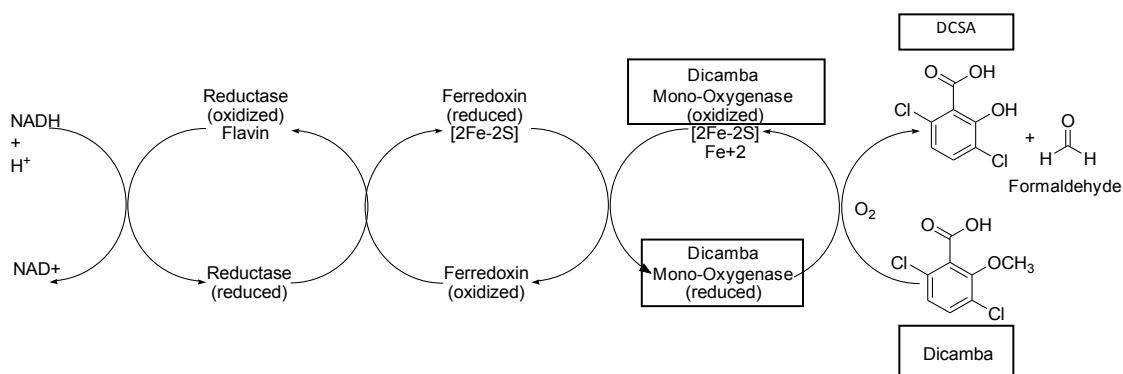 NADH
+
H+
NAD+
Reductase
(oxidized)
Flavin
Reductase
(reduced)
Ferredoxin
(reduced)
[2Fe-2S]
Ferredoxin
(oxidized)
Dicamba
Mono-Oxygenase
(oxidized)
[2Fe-2S]
Fe+2
Dicamba
Mono-Oxygenase
(reduced)
O2
DCSA
O
OH
Cl
OH
Cl
+
O
H H
Formaldehyde
O
OH
Cl
OCH3
Cl
Dicamba